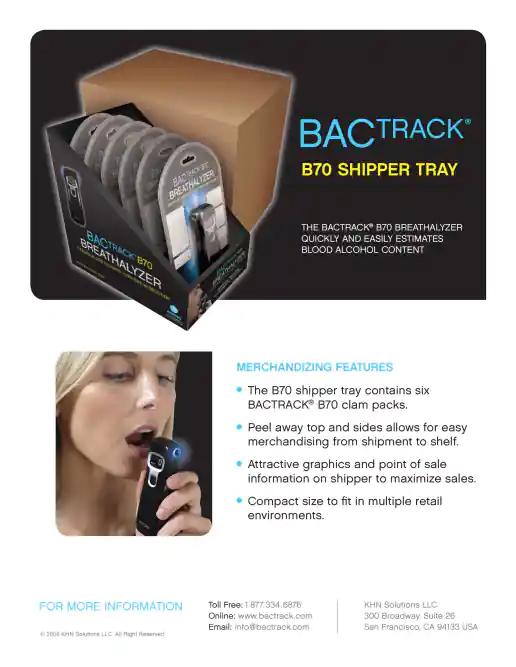 BACTRACK®
B70 SHIPPER TRAY
THE BACTRACK® B70 BREATHALYZER
QUICKLY AND EASILY ESTIMATES
BLOOD ALCOHOL CONTENT
BACTRACK B70
BREATHALYZER
BACTRACK B70
BREATHALYZER
MERCHANDIZING FEATURES
• The B70 shipper tray contains six
BACTRACK® B70 clam packs.
• Peel away top and sides allows for easy
merchandising from shipment to shelf.
• Attractive graphics and point of sale
information on shipper to maximize sales.
• Compact size to fit in multiple retail
environments.
FOR MORE INFORMATION
© 2008 KHN Solutions LLC. All Right Reserved
Toll Free: 1.877.334.6876
Online: www.bactrack.com
Email: info@bactrack.com
KHN Solutions LLC
300 Broadway, Suite 26
San Francisco, CA 94133 USA